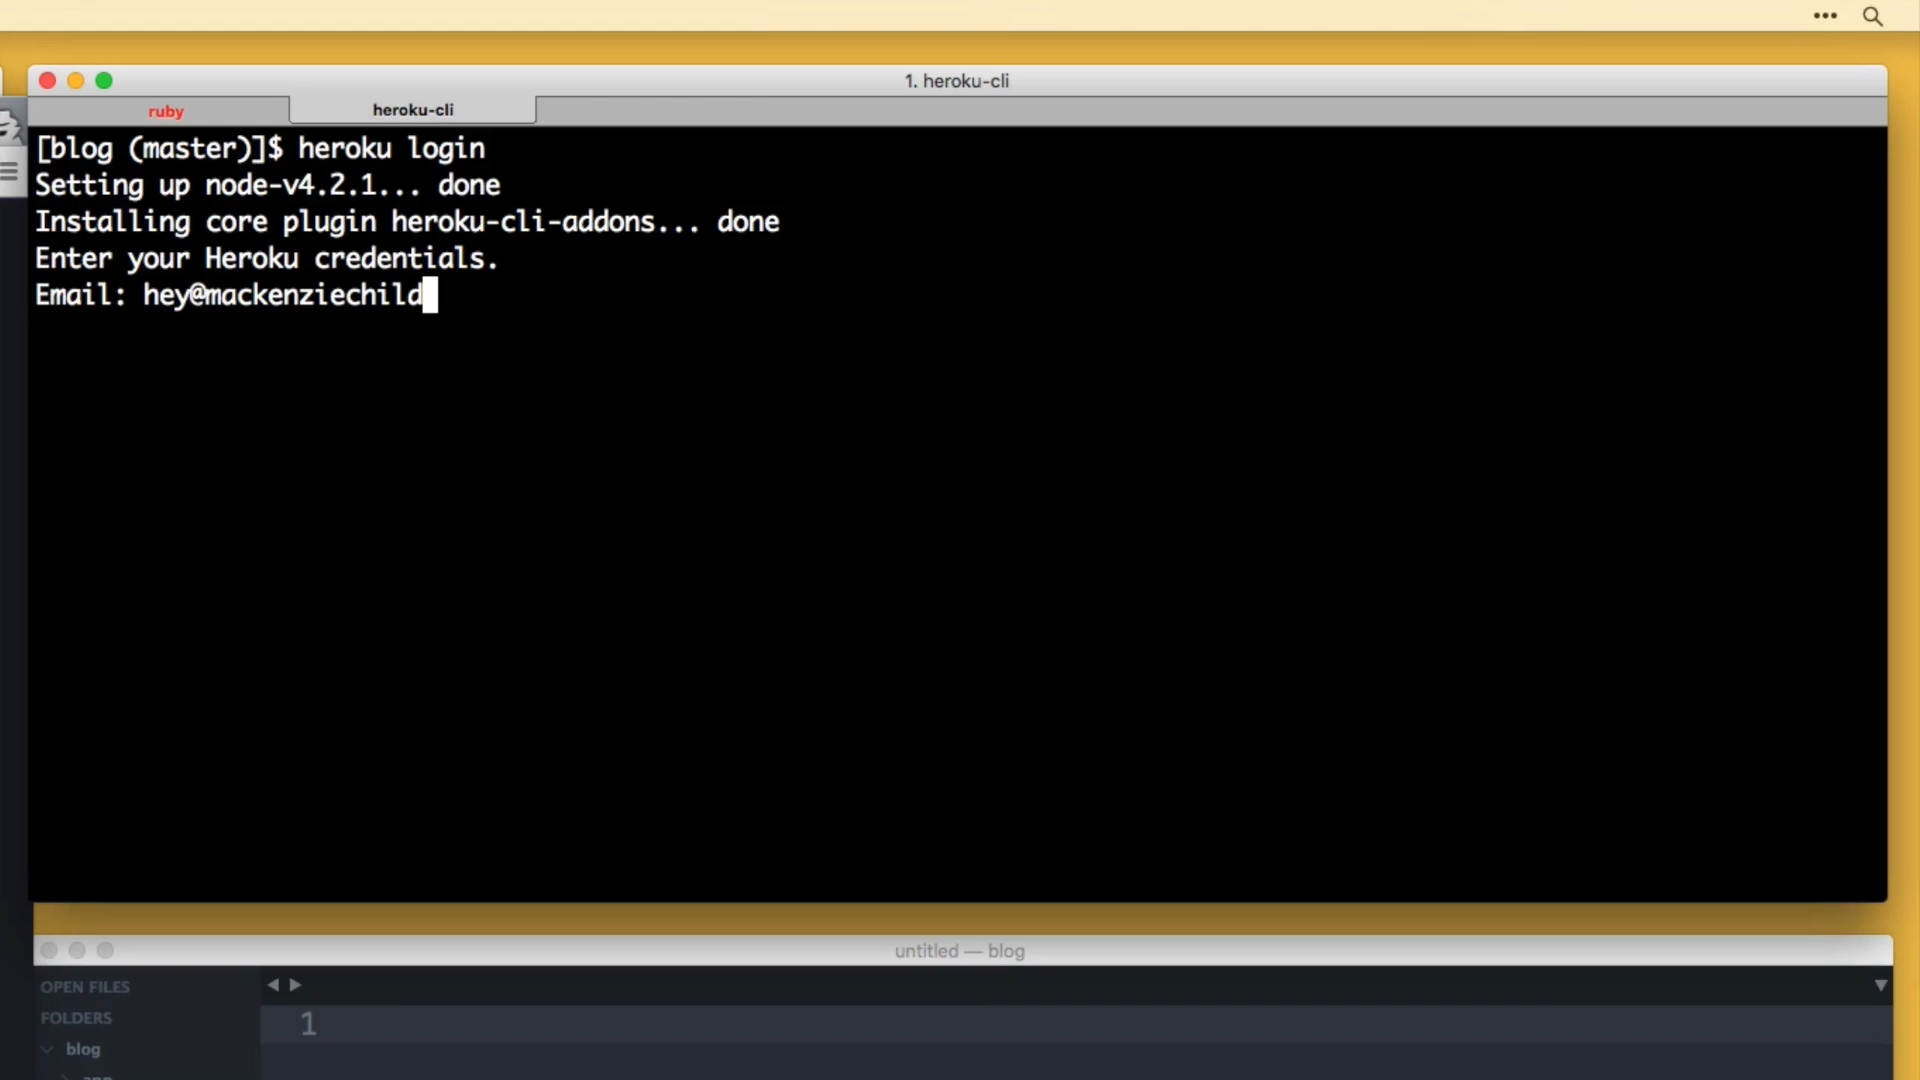 1. heroku-cli
ruby
heroku-cli
[blog (master)]$ heroku login
Setting up node-v4.2.1... done
Installing core plugin heroku-cli-addons... done
Enter your Heroku credentials.
Email: hey@mackenziechild
untitled — blog
OPEN FILES
FOLDERS
1
blog